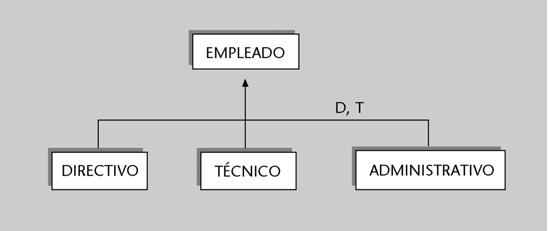 EMPLEADO
D, T
DIRECTIVO
TÉCNICO
ADMINISTRATIVO